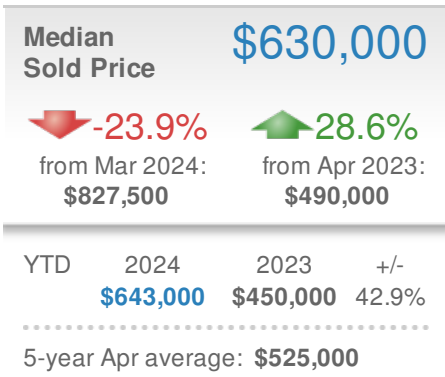 Median
Sold Price
$630,000
-23.9%
28.6%
from Mar 2024:
from Apr 2023:
$827,500
$490,000
YTD 2024 2023 +/-
$643,000 $450,000 42.9%
5-year Apr average: $525,000